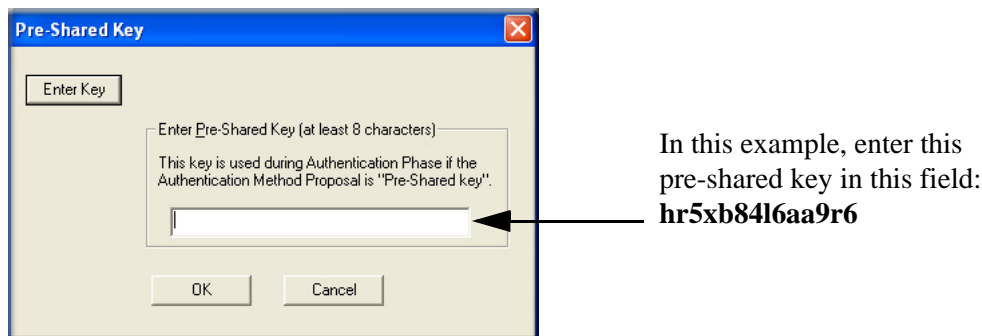 Pre-Shared Key
Enter Key
Enter Pre-Shared Key (at least 8 characters)
This key is used during Authentication Phase if the
Authentication Method Proposal is "Pre-Shared key".
OK
Cancel
In this example, enter this
pre-shared key in this field:
hr5xb84l6aa9r6